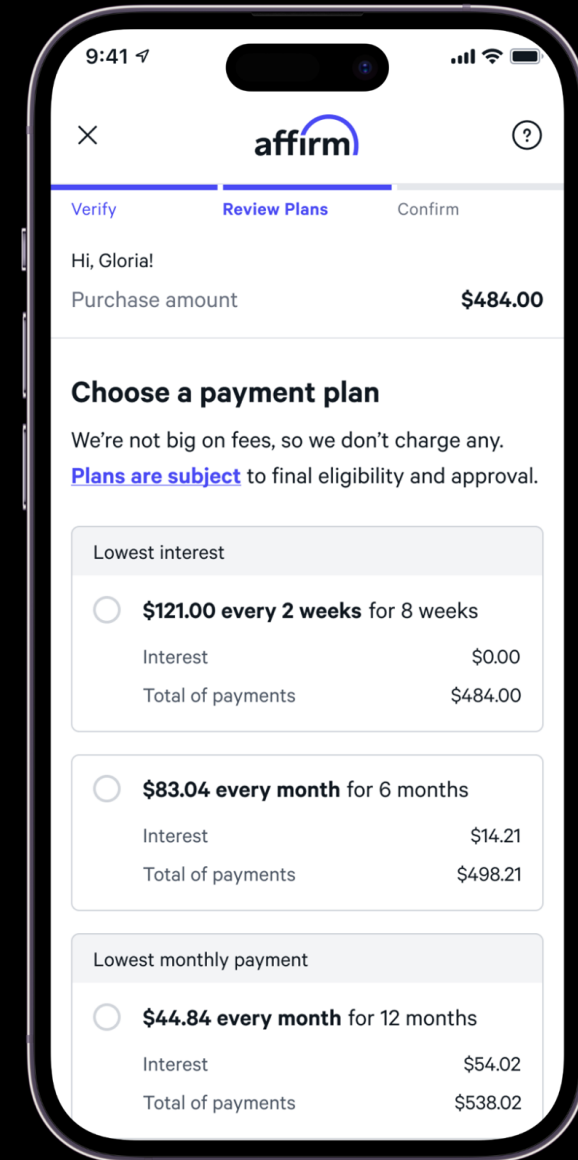 9:41
affirm
?
Verify Review Plans Confirm
Hi, Gloria!
Purchase amount $484.00
Choose a payment plan
We’re not big on fees, so we don’t charge any.
Plans are subject to final eligibility and approval.
Lowest interest
$121.00 every 2 weeks for 8 weeks
Interest $0.00
Total of payments $484.00
$83.04 every month for 6 months
Interest $14.21
Total of payments $498.21
Lowest monthly payment
$44.84 every month for 12 months
Interest $54.02
Total of payments $538.02